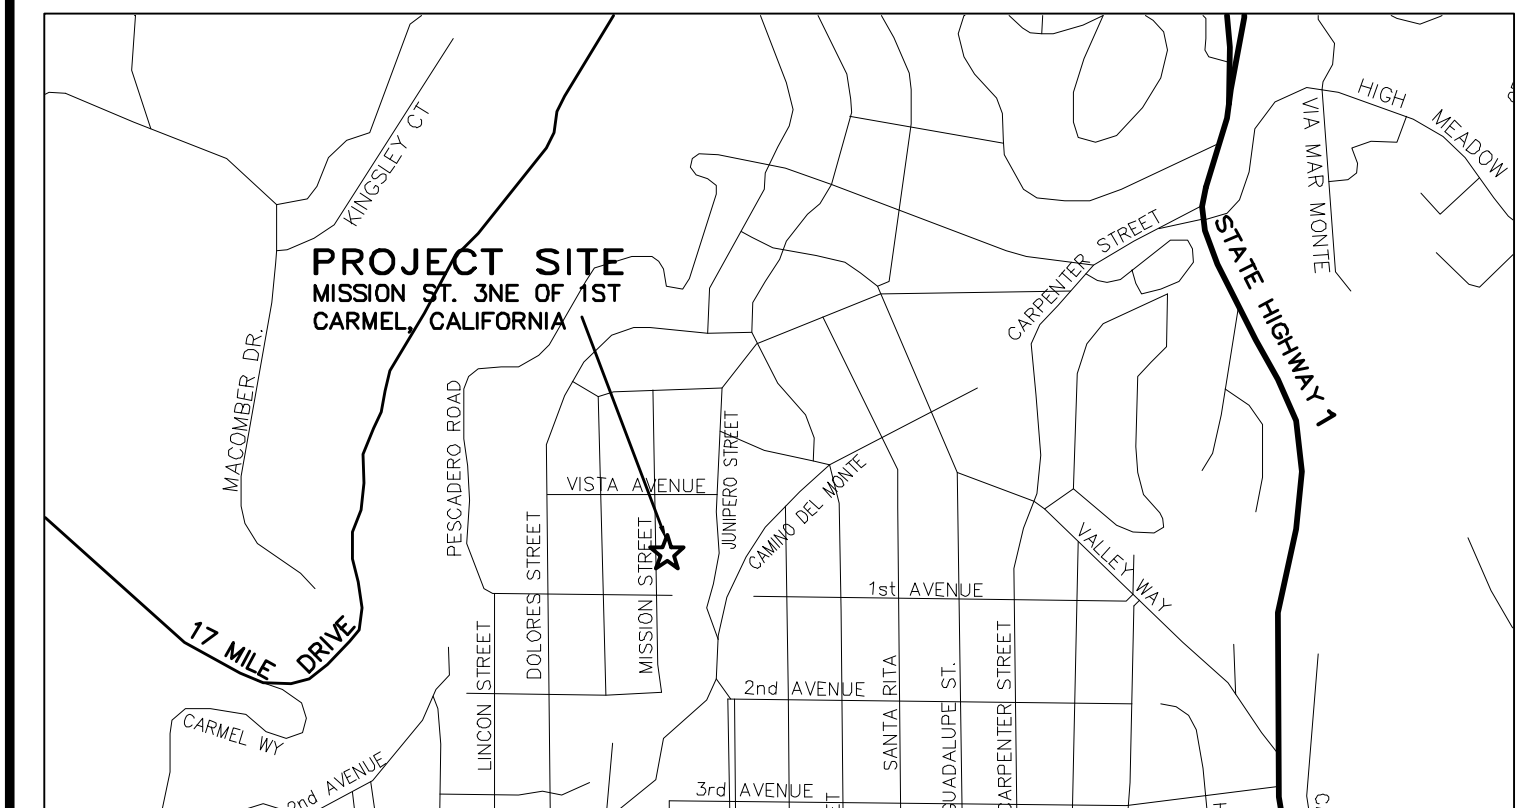 HIGH
MEADOW
VIA MAR MONTE
KINGSLEY CT
CARPENTER STREET
STATE HIGHWAY 1
PROJECT SITE
MISSION ST. 3NE OF 1ST
CARMEL, CALIFORNIA
MACOMBER DR.
PESCADERO ROAD
JUNIPERO STREET
VISTA AVENUE
CAMINO DEL MONTE
DOLORES STREET
MISSION STREET
VALLEY WAY
1st AVENUE
17 MILE DRIVE
LINCON STREET
2nd AVENUE
SANTA RITA
GUADALUPE ST.
CARPENTER STREET
CARMEL WY
2nd AVENUE
3rd AVENUE